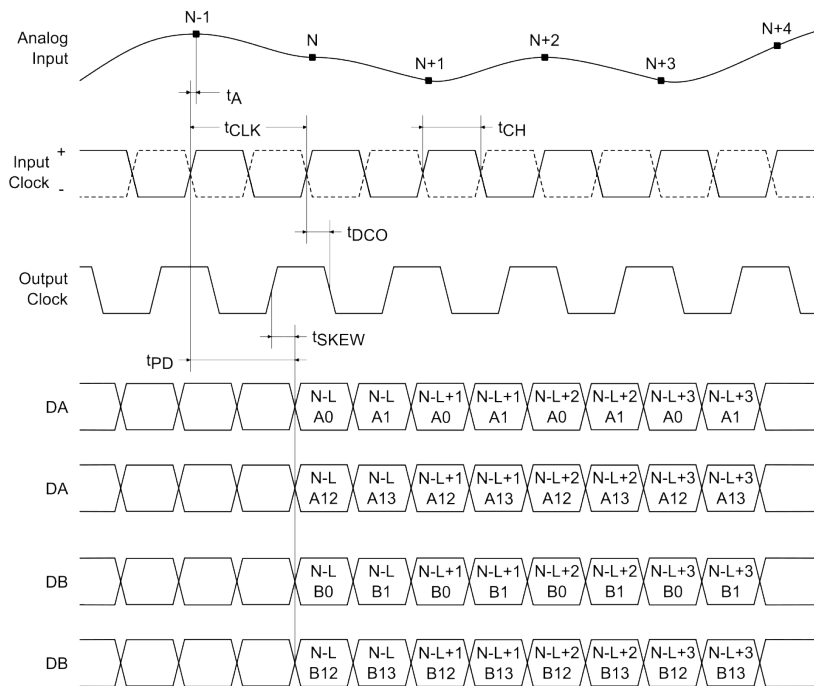 N-1
N
N+1
N+2
N+3
N+4
Analog
Input
tA
tCLK
tCH
Input
Clock
+
-
tDCO
Output
Clock
tSKEW
tPD
DA
N-L
A0
N-L
A1
N-L+1
A0
N-L+1
A1
N-L+2
A0
N-L+2
A1
N-L+3
A0
N-L+3
A1
DA
N-L
A12
N-L
A13
N-L+1
A12
N-L+1
A13
N-L+2
A12
N-L+2
A13
N-L+3
A12
N-L+3
A13
DB
N-L
B0
N-L
B1
N-L+1
B0
N-L+1
B1
N-L+2
B0
N-L+2
B1
N-L+3
B0
N-L+3
B1
DB
N-L
B12
N-L
B13
N-L+1
B12
N-L+1
B13
N-L+2
B12
N-L+2
B13
N-L+3
B12
N-L+3
B13